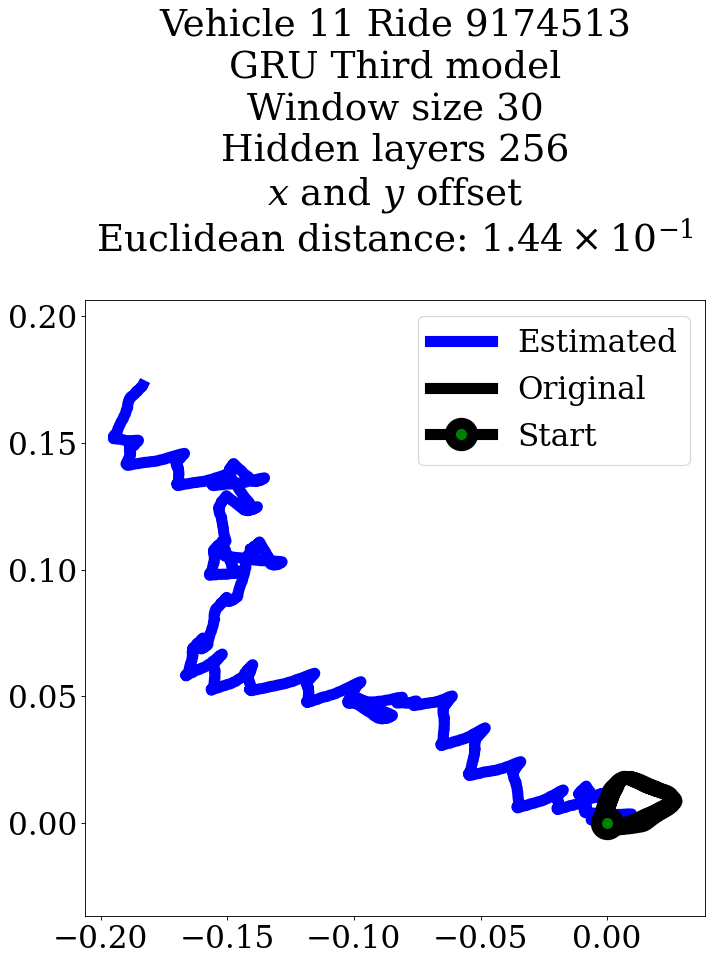 Vehicle 11 Ride 9174513
GRU Third model
Window size 30
Hidden layers 256
x and y offset
Euclidean distance: 1.44 × 10⁻¹
Estimated
Original
Start
0.20
0.15
0.10
0.05
0.00
−0.20 −0.15 −0.10 −0.05 0.00